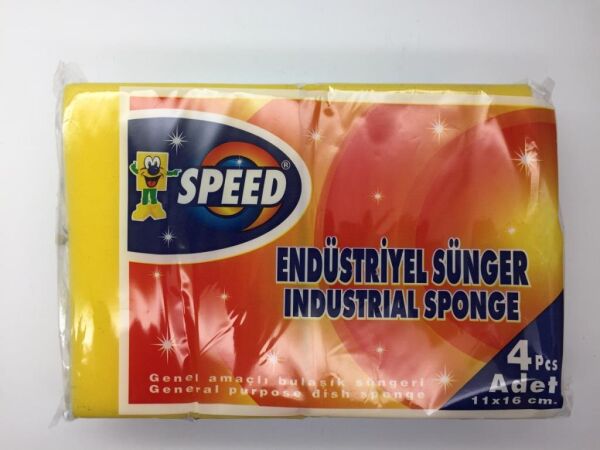 SPEED®
ENDÜSTRİYEL SÜNGER
INDUSTRIAL SPONGE
Genel amaçlı bulaşık süngeri
General purpose dish sponge
4 Pcs
Adet
11x16 cm.